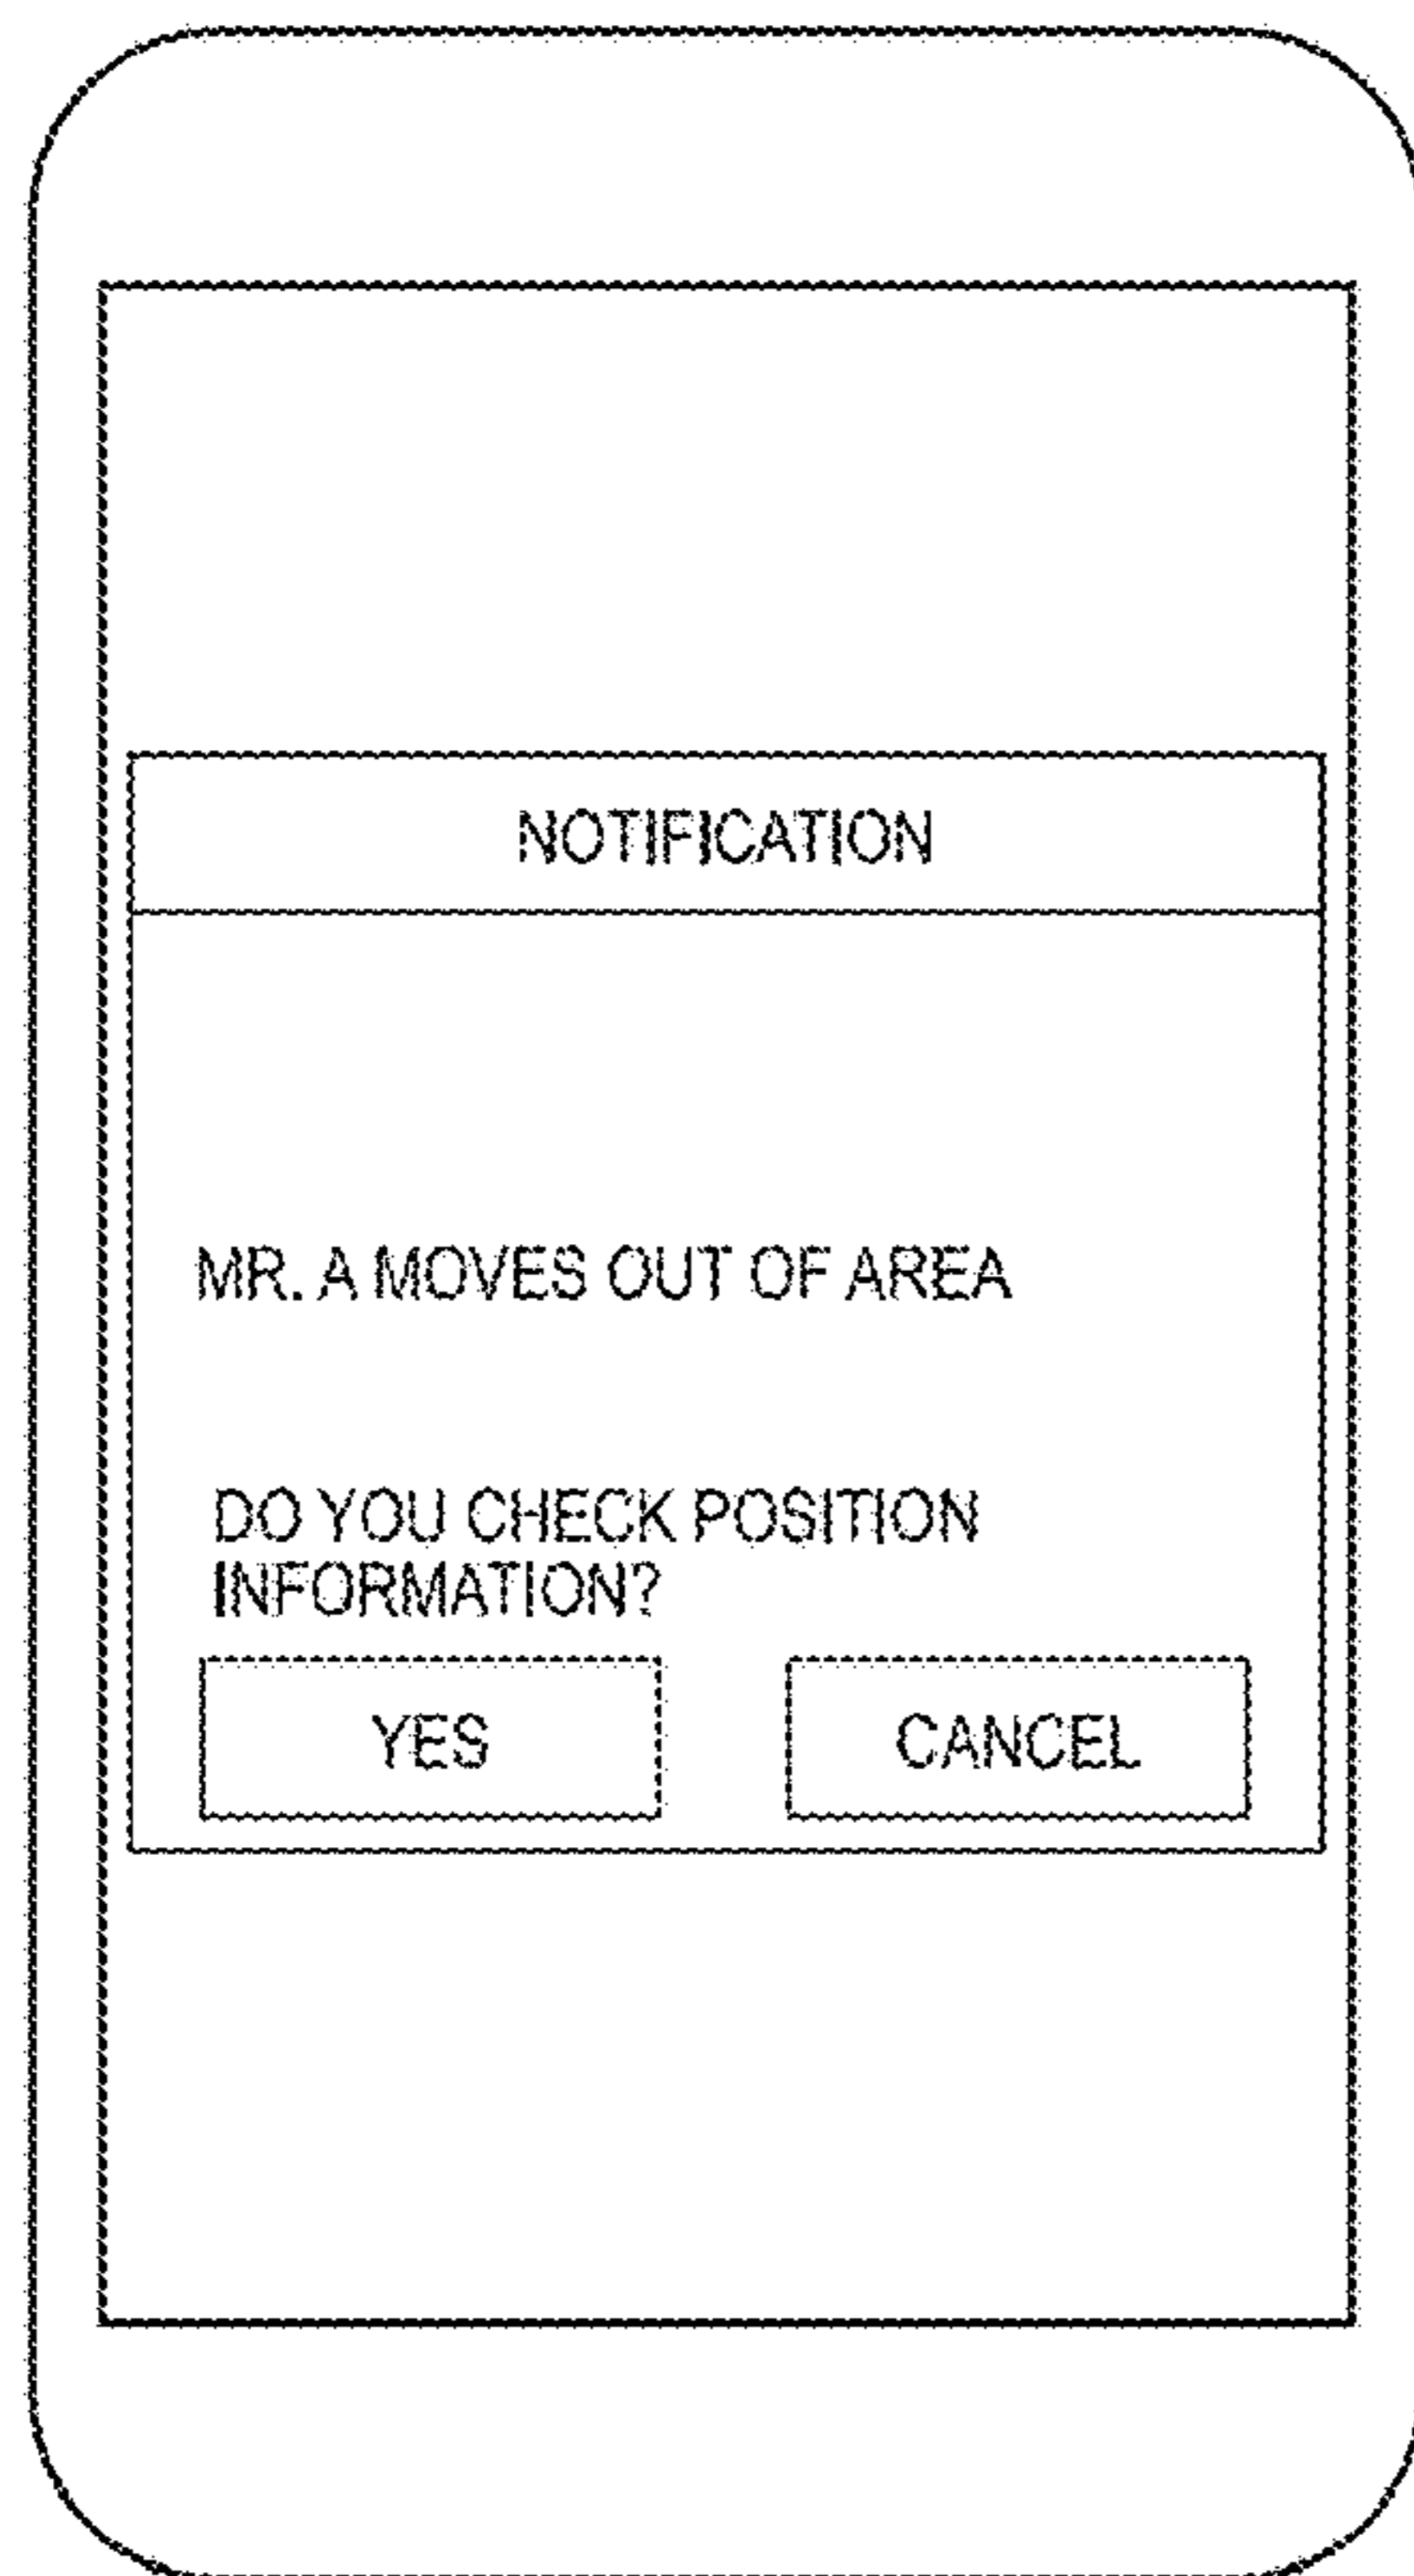 NOTIFICATION
MR. A MOVES OUT OF AREA
DO YOU CHECK POSITION
INFORMATION?
YES
CANCEL